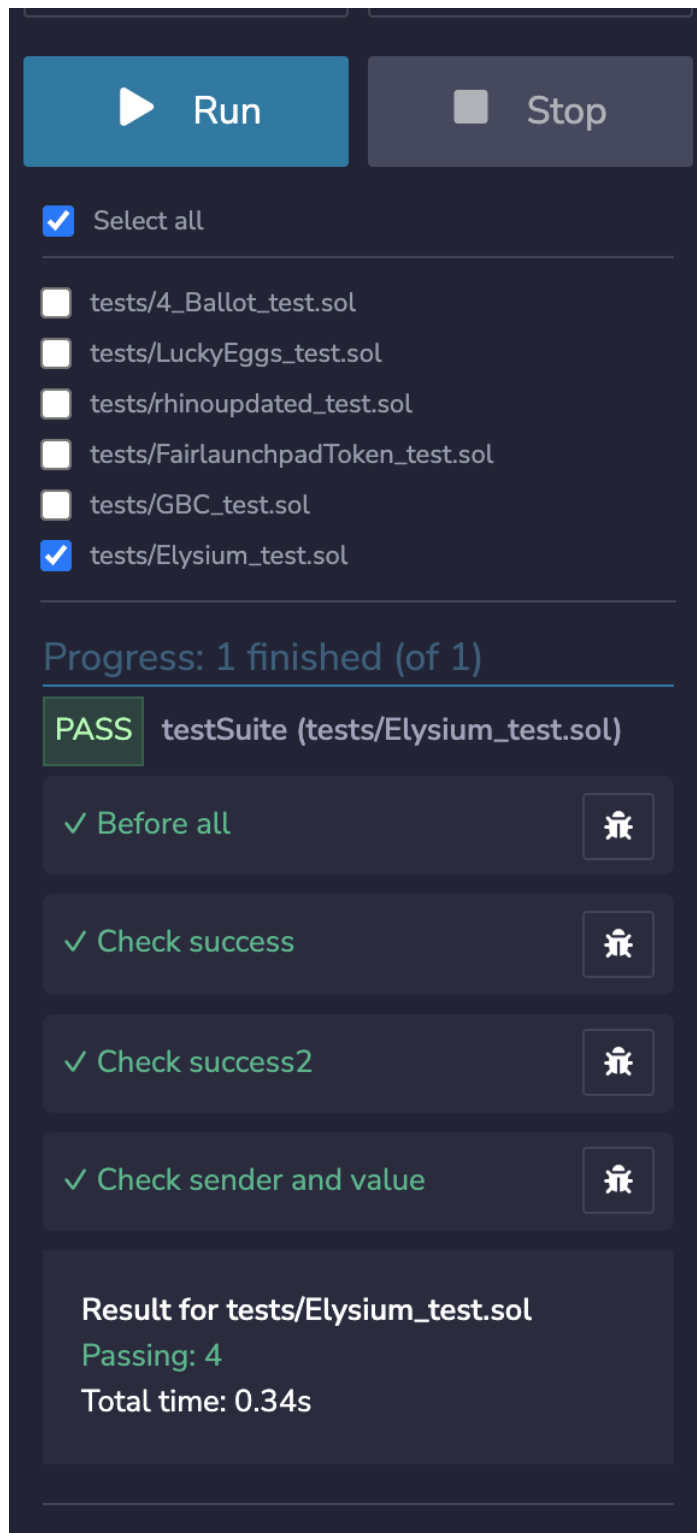 Run
Stop
Select all
tests/4_Ballot_test.sol
tests/LuckyEggs_test.sol
tests/rhinoupdated_test.sol
tests/FairlaunchpadToken_test.sol
tests/GBC_test.sol
tests/Elysium_test.sol
Progress: 1 finished (of 1)
PASS testSuite (tests/Elysium_test.sol)
✓ Before all
✓ Check success
✓ Check success2
✓ Check sender and value
Result for tests/Elysium_test.sol
Passing: 4
Total time: 0.34s